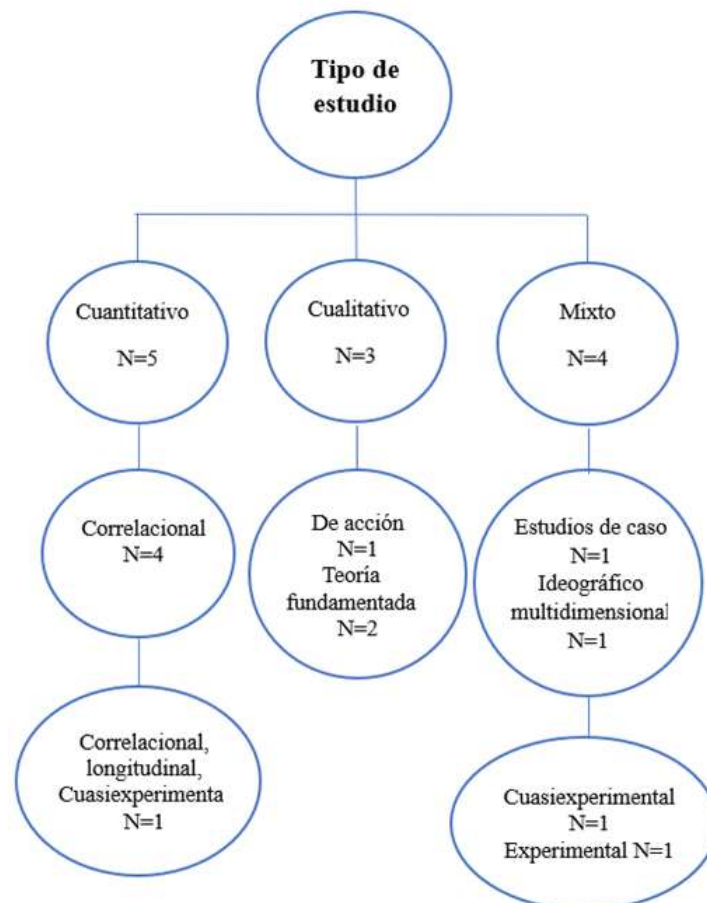 Tipo de
estudio
Cuantitativo
N=5
Cualitativo
N=3
Mixto
N=4
Correlacional
N=4
De acción
N=1
Teoría
fundamentada
N=2
Estudios de caso
N=1
Ideográfico
multidimensional
N=1
Correlacional,
longitudinal,
Cuasiexperimenta
N=1
Cuasiexperimental
N=1
Experimental N=1